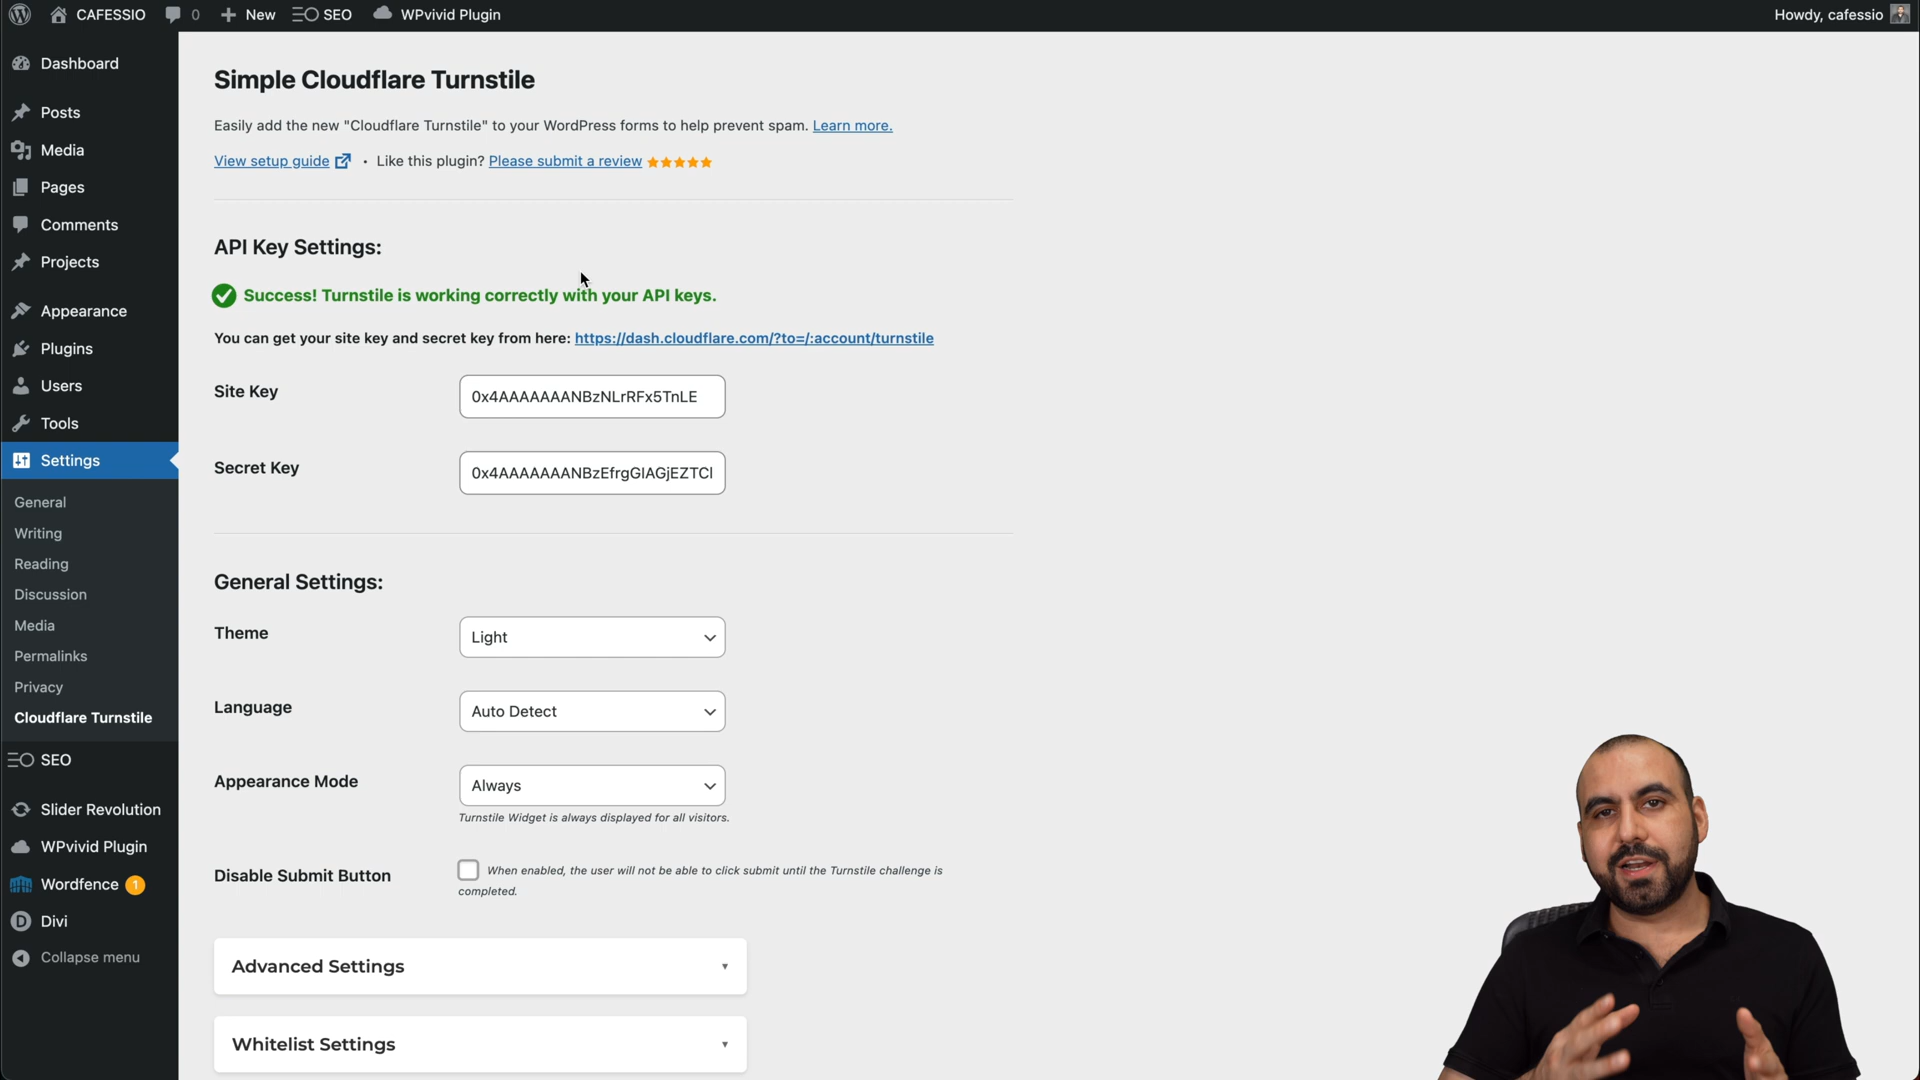 CAFESSIO 0 New SEO WPvivid Plugin Howdy, cafessio
Dashboard
Posts
Media
Pages
Comments
Projects
Appearance
Plugins
Users
Tools
Settings
General
Writing
Reading
Discussion
Media
Permalinks
Privacy
Cloudflare Turnstile
SEO
Slider Revolution
WPvivid Plugin
Wordfence 1
Divi
Collapse menu
Simple Cloudflare Turnstile
Easily add the new "Cloudflare Turnstile" to your WordPress forms to help prevent spam. Learn more.
View setup guide • Like this plugin? Please submit a review
API Key Settings:
Success! Turnstile is working correctly with your API keys.
You can get your site key and secret key from here: https://dash.cloudflare.com/?to=/:account/turnstile
Site Key 0x4AAAAAAANBzNLrRFx5TnLE
Secret Key 0x4AAAAAAANBzEfrgGIAGjEZTCI
General Settings:
Theme Light
Language Auto Detect
Appearance Mode Always
Turnstile Widget is always displayed for all visitors.
Disable Submit Button When enabled, the user will not be able to click submit until the Turnstile challenge is
completed.
Advanced Settings
Whitelist Settings